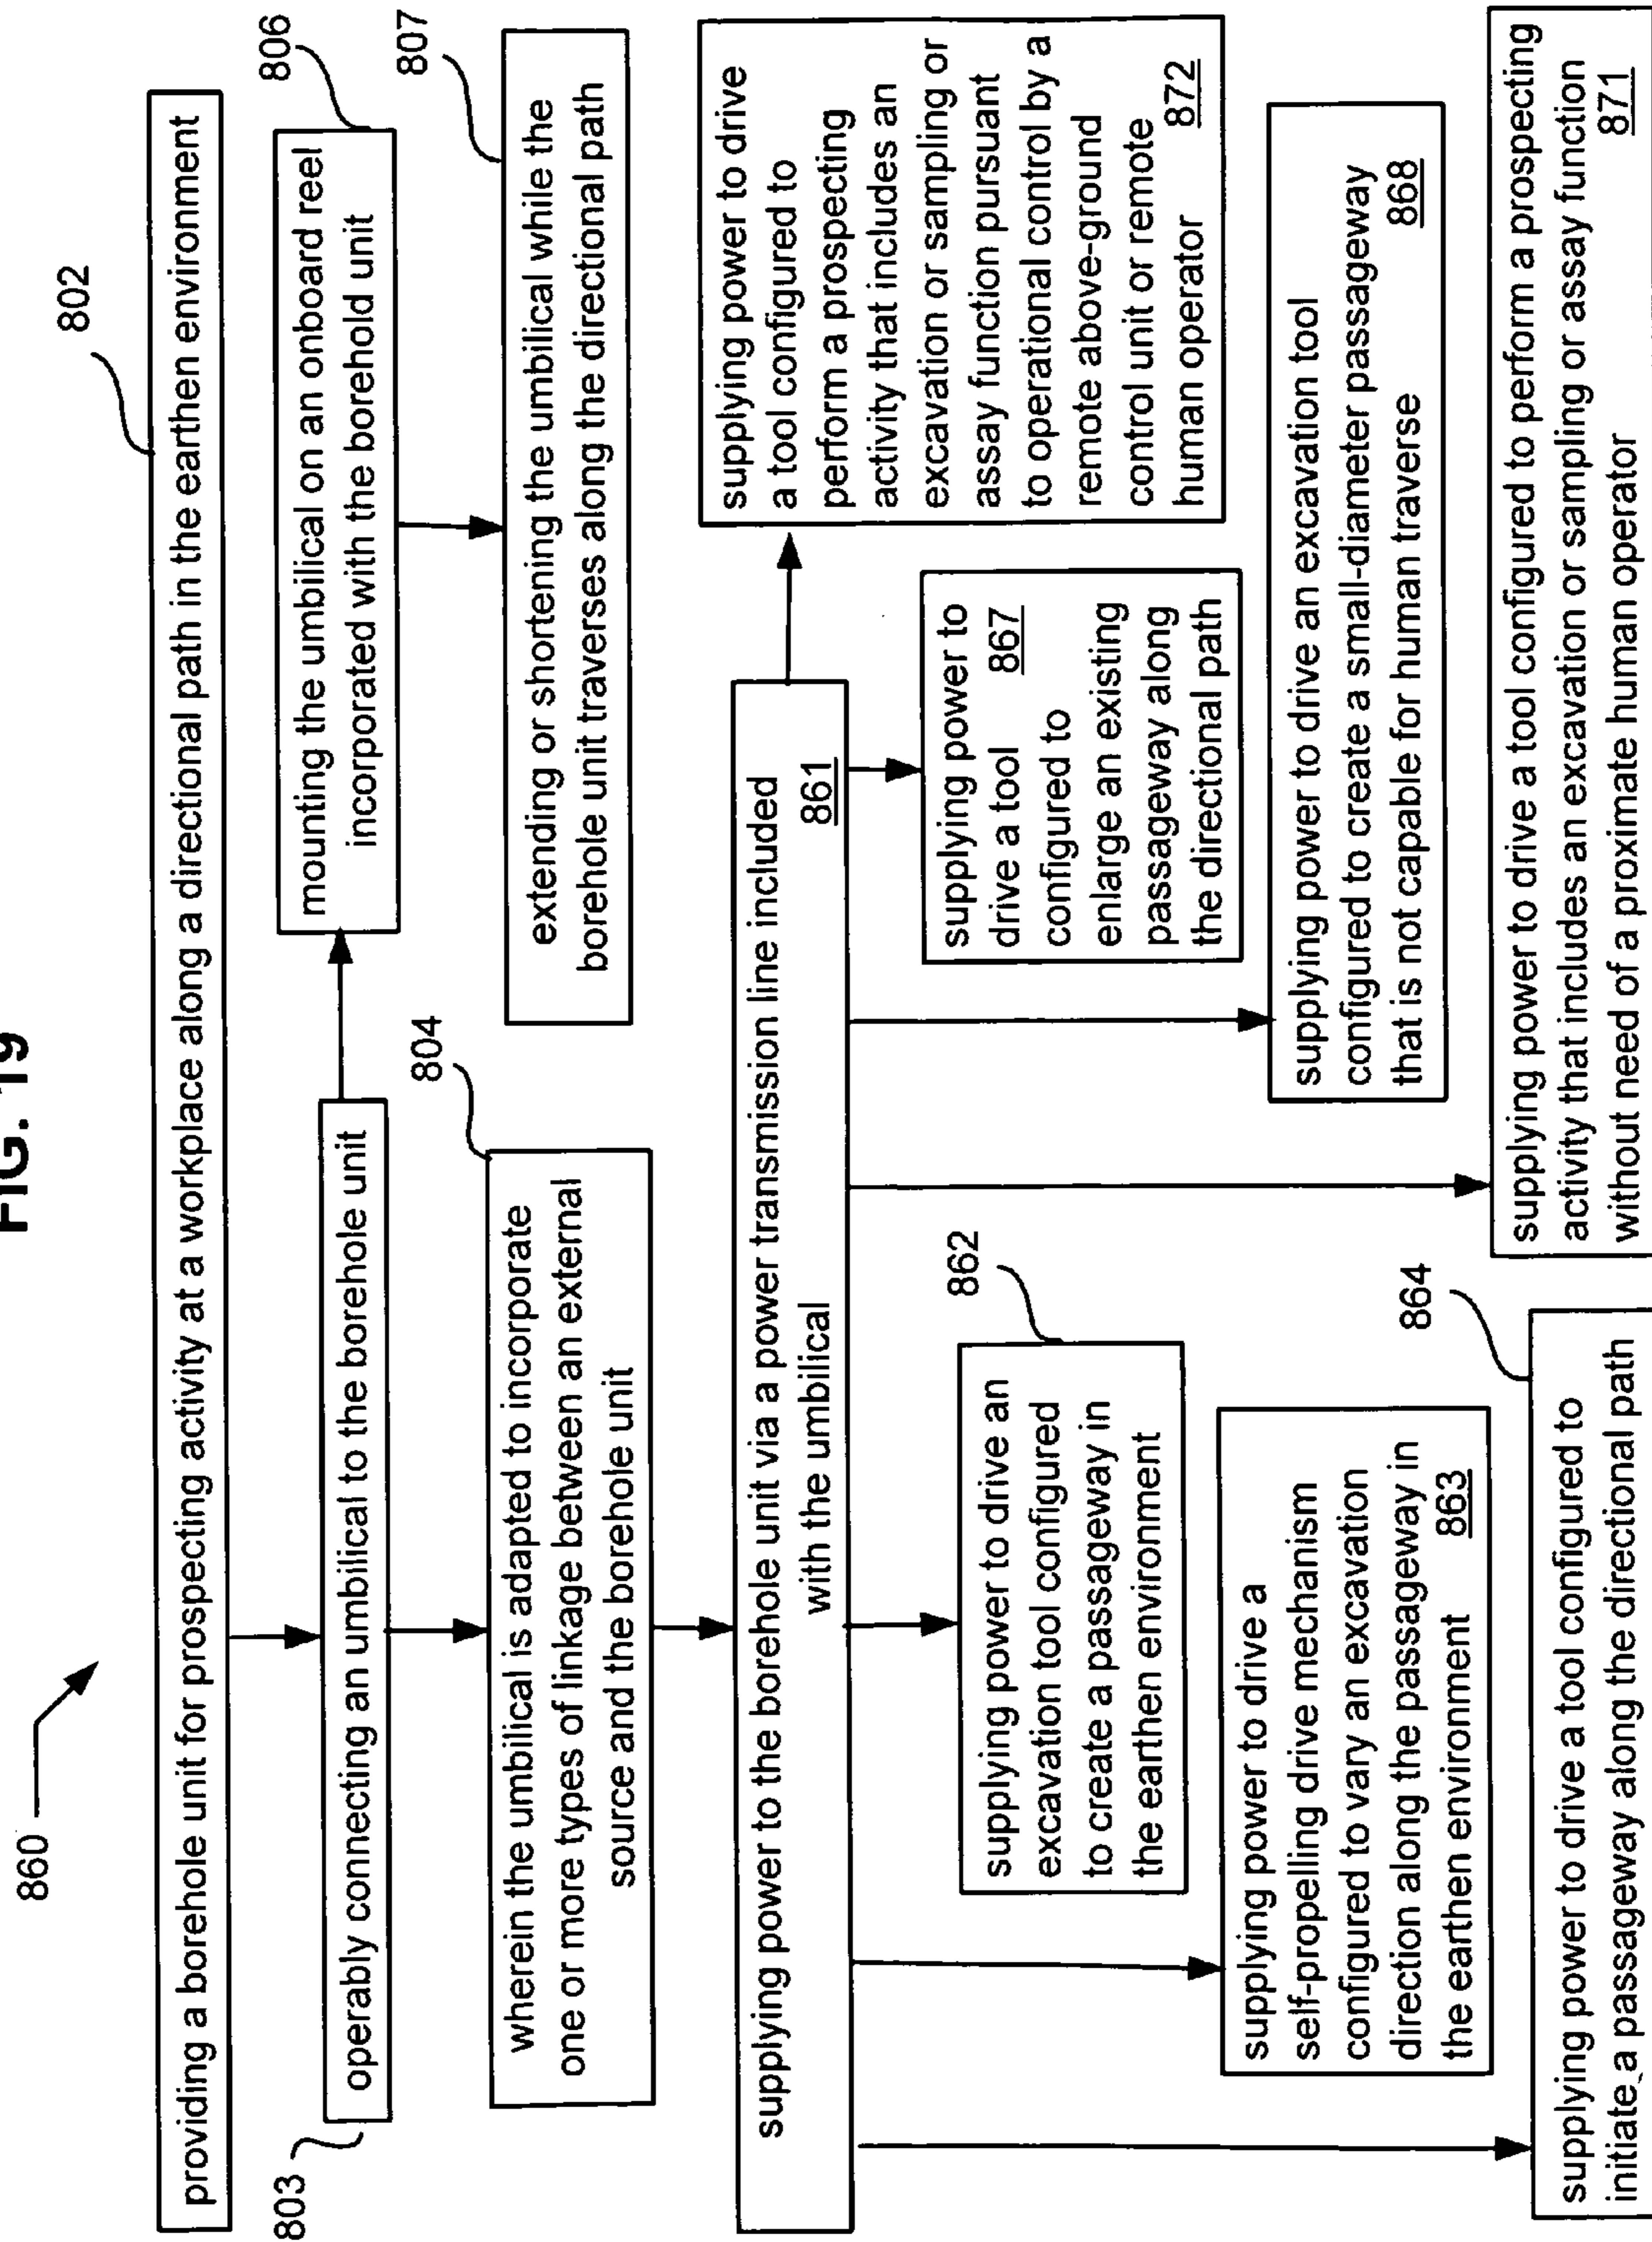 FIG. 19
860
802
providing a borehole unit for prospecting activity at a workplace along a directional path in the earthen environment
803
operably connecting an umbilical to the borehole unit
806
mounting the umbilical on an onboard reel
incorporated with the borehold unit
804
wherein the umbilical is adapted to incorporate
one or more types of linkage between an external
source and the borehole unit
807
extending or shortening the umbilical while the
borehole unit traverses along the directional path
supplying power to the borehole unit via a power transmission line included
with the umbilical 861
862
supplying power to drive an
excavation tool configured
to create a passageway in
the earthen environment
supplying power to
drive a tool 867
configured to
enlarge an existing
passageway along
the directional path
supplying power to drive
a tool configured to
perform a prospecting
activity that includes an
excavation or sampling or
assay function pursuant
to operational control by a
remote above-ground
control unit or remote
human operator 872
supplying power to drive a
self-propelling drive mechanism
configured to vary an excavation
direction along the passageway in
the earthen environment 863
supplying power to drive an excavation tool
configured to create a small-diameter passageway
that is not capable for human traverse 868
864
supplying power to drive a tool configured to
initiate a passageway along the directional path
supplying power to drive a tool configured to perform a prospecting
activity that includes an excavation or sampling or assay function
without need of a proximate human operator 871